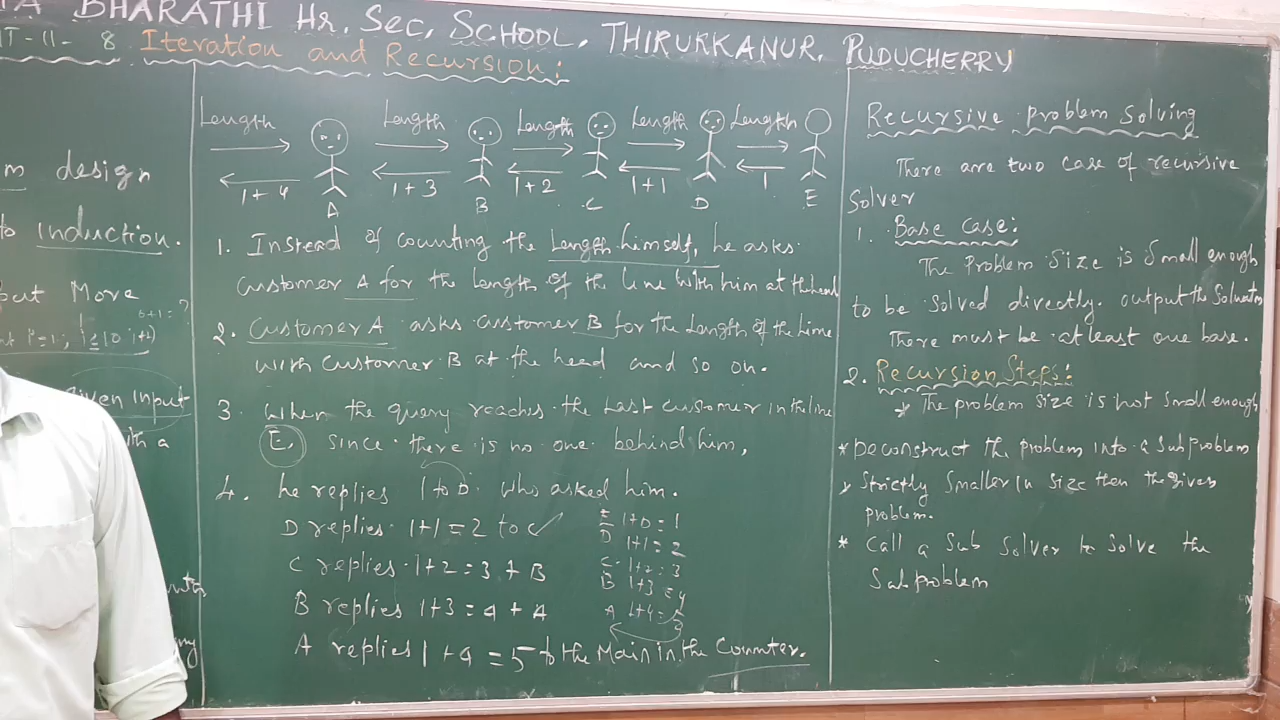 BHARATHI Hr. Sec, SCHOOL, THIRUKKANUR, PUDUCHERRY
IT-II- 8 Iteration and Recursion:
m design
to induction.
put More
6+1= ?
i=1, i≤10 i++)
given input
with a
Length Length Length Length Length
1+4 1+3 1+2 1+1 1
A B C D E
1. Instead of counting the Length himself, he asks
customer A for the Length of the line with him at the head
2. Customer A asks customer B for the Length of the line
with customer B at the head and so on.
3. When the query reaches the Last customer in the line
E. since there is no one behind him,
4. he replies 1 to D. who asked him.
D replies 1+1=2 to C
C replies 1+2=3 + B
B replies 1+3=4 + A
A replies 1+4=5 to the Main in the Counter.
E 1+0=1
D 1+1=2
C 1+2=3
B 1+3=4
A 1+4=5
Recursive problem Solving
There are two case of recursive
Solver
1. Base case:
The Problem Size is Small enough
to be Solved directly. output the Solution
There must be at least one base.
2. Recursion Steps:
* The problem size is not Small enough
* Deconstruct the problem into a Subproblem
* Strictly Smaller in size then the given
problem.
* Call a Sub Solver to Solve the
Subproblem